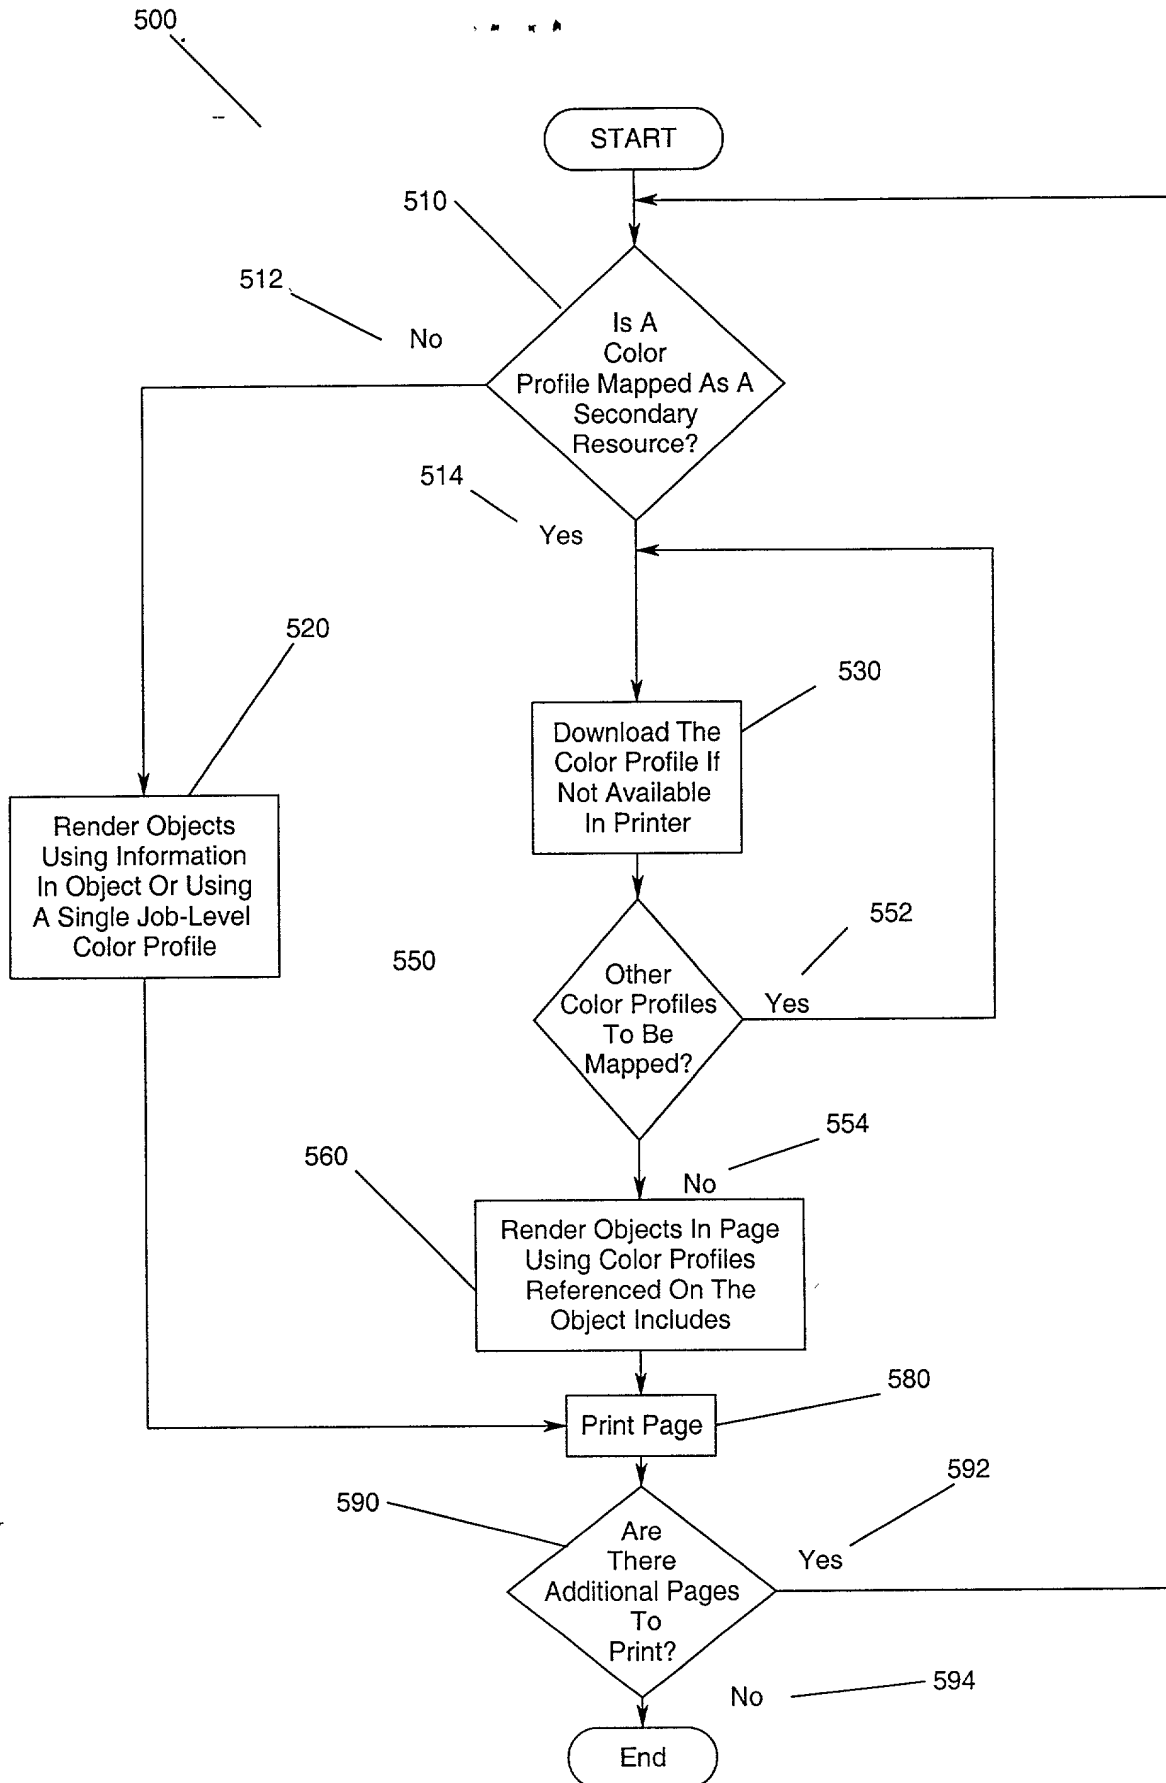 500
START
510
512
No
Is A
Color
Profile Mapped As A
Secondary
Resource?
514
Yes
520
530
Download The
Color Profile If
Not Available
In Printer
Render Objects
Using Information
In Object Or Using
A Single Job-Level
Color Profile
550
552
Other
Color Profiles
To Be
Mapped?
Yes
554
560
No
Render Objects In Page
Using Color Profiles
Referenced On The
Object Includes
580
Print Page
592
590
Are
There
Additional Pages
To
Print?
Yes
594
No
End